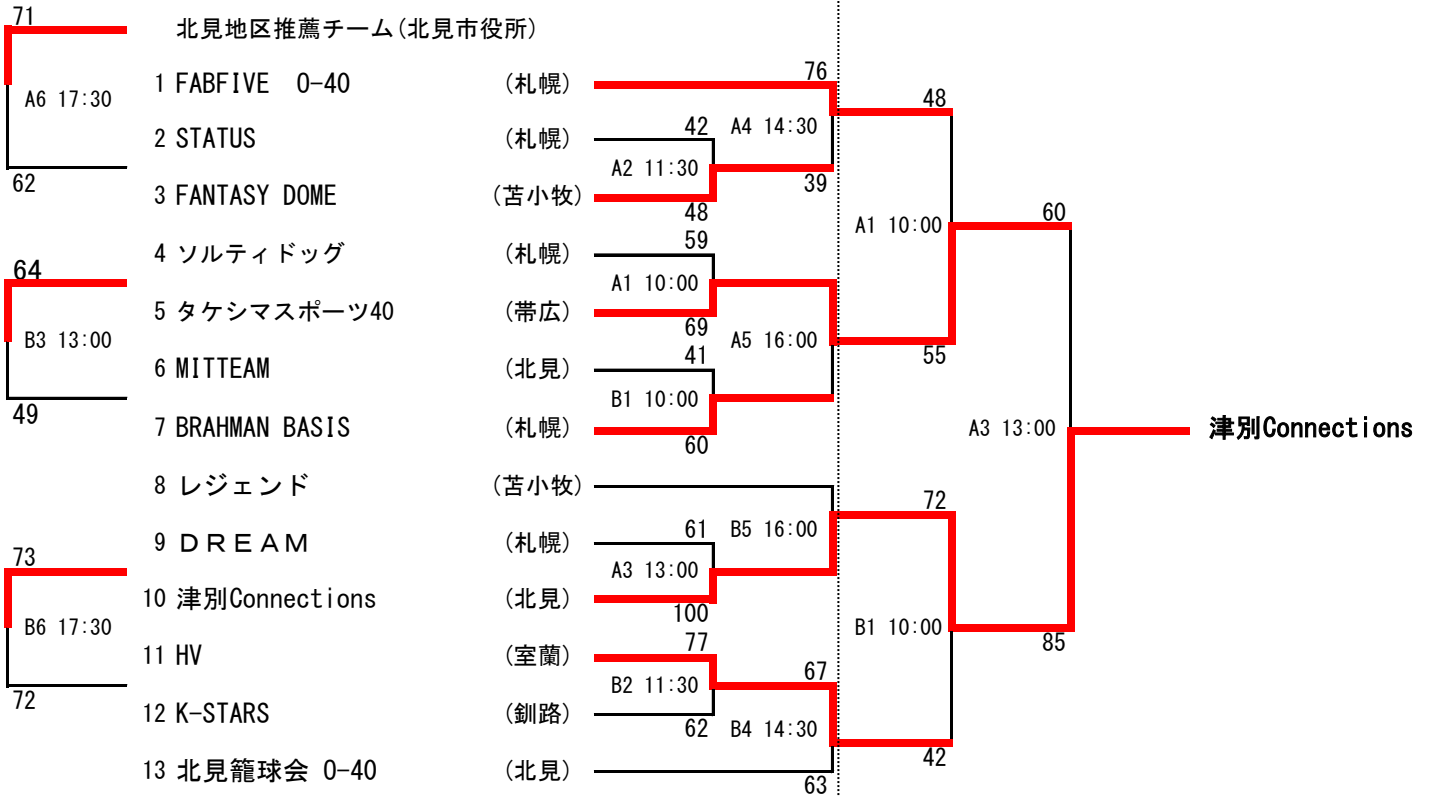 71
北見地区推薦チーム(北見市役所)
A6 17:30
62
64
B3 13:00
49
73
B6 17:30
72
1 FABFIVE O-40 (札幌)
2 STATUS (札幌)
3 FANTASY DOME (苫小牧)
4 ソルティドッグ (札幌)
5 タケシマスポーツ40 (帯広)
6 MITTEAM (北見)
7 BRAHMAN BASIS (札幌)
8 レジェンド (苫小牧)
9 ＤＲＥＡＭ (札幌)
10 津別Connections (北見)
11 HV (室蘭)
12 K-STARS (釧路)
13 北見籠球会 O-40 (北見)
42
A2 11:30
48
59
A1 10:00
69
41
B1 10:00
60
61
A3 13:00
100
77
B2 11:30
62
76
A4 14:30
39
A5 16:00
B5 16:00
67
B4 14:30
63
48
A1 10:00
55
72
B1 10:00
42
60
A3 13:00
85
津別Connections